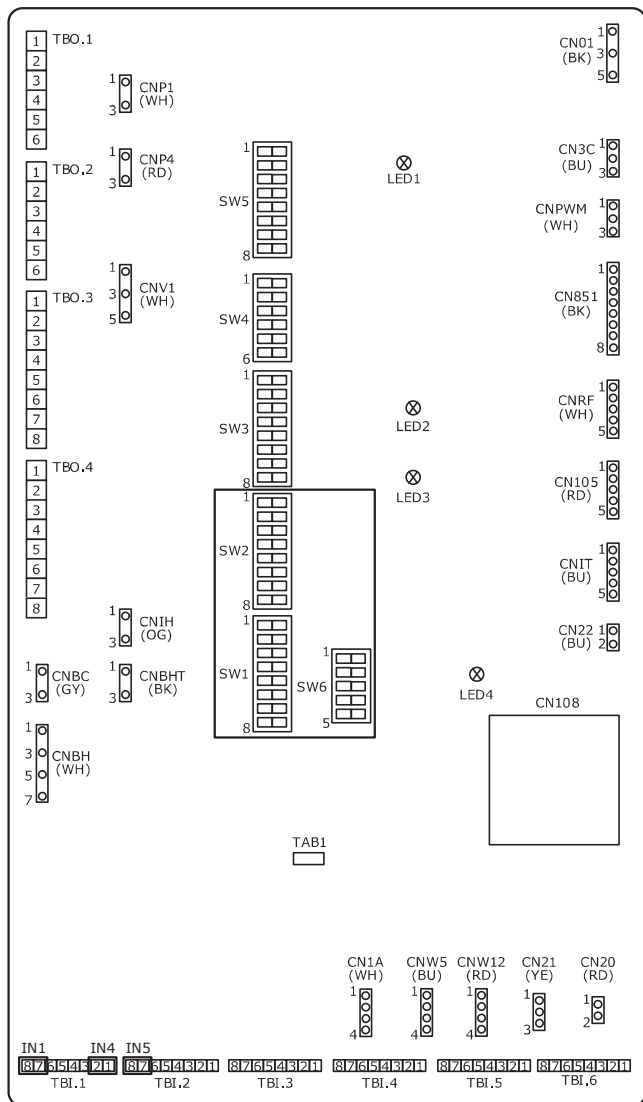 TBO.1
1
2
3
4
5
6
CNP1
(WH)
1
3
CNP4
(RD)
1
3
TBO.2
1
2
3
4
5
6
CNV1
(WH)
1
3
5
TBO.3
1
2
3
4
5
6
7
8
TBO.4
1
2
3
4
5
6
7
8
CNIH
(OG)
1
3
CNBC
(GY)
1
3
CNBHT
(BK)
1
3
CNBH
(WH)
1
3
5
7
SW5
1
8
SW4
1
6
SW3
1
8
SW2
1
8
SW1
1
8
SW6
1
5
LED1
LED2
LED3
LED4
CN01
(BK)
1
3
5
CN3C
(BU)
1
3
CNPWM
(WH)
1
3
CN851
(BK)
1
8
CNRF
(WH)
1
5
CN105
(RD)
1
5
CNIT
(BU)
1
5
CN22
(BU)
1
2
CN108
TAB1
CN1A
(WH)
1
4
CNW5
(BU)
1
4
CNW12
(RD)
1
4
CN21
(YE)
1
3
CN20
(RD)
1
2
IN1
IN4
IN5
8 7 6 5 4 3 2 1
TBI.1
8 7 6 5 4 3 2 1
TBI.2
8 7 6 5 4 3 2 1
TBI.3
8 7 6 5 4 3 2 1
TBI.4
8 7 6 5 4 3 2 1
TBI.5
8 7 6 5 4 3 2 1
TBI.6